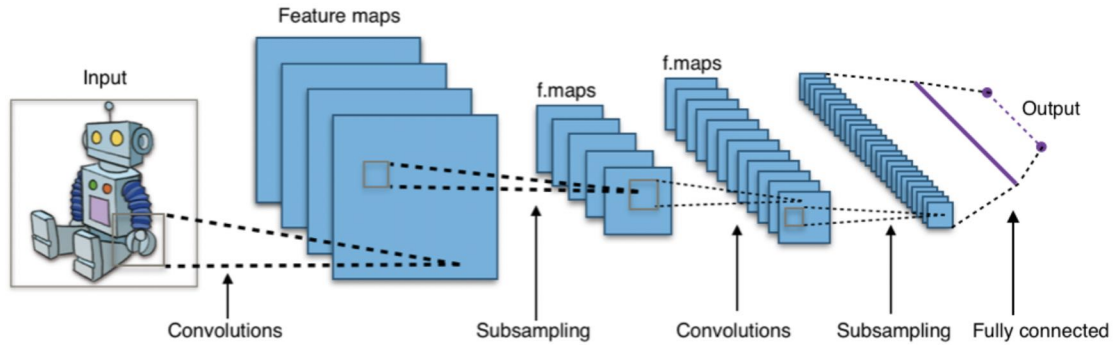 Feature maps
Input
f.maps
f.maps
Output
Convolutions
Subsampling
Convolutions
Subsampling
Fully connected